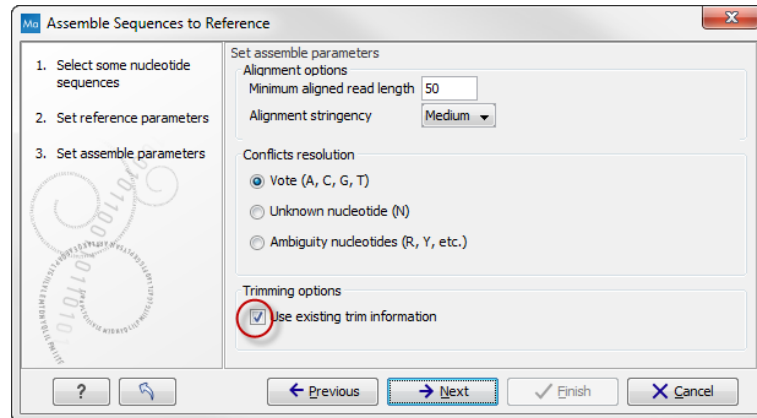 Ma Assemble Sequences to Reference
1. Select some nucleotide
sequences
2. Set reference parameters
3. Set assemble parameters
Set assemble parameters
Alignment options
Minimum aligned read length 50
Alignment stringency Medium
Conflicts resolution
Vote (A, C, G, T)
Unknown nucleotide (N)
Ambiguity nucleotides (R, Y, etc.)
Trimming options
Use existing trim information
? Previous Next Finish Cancel